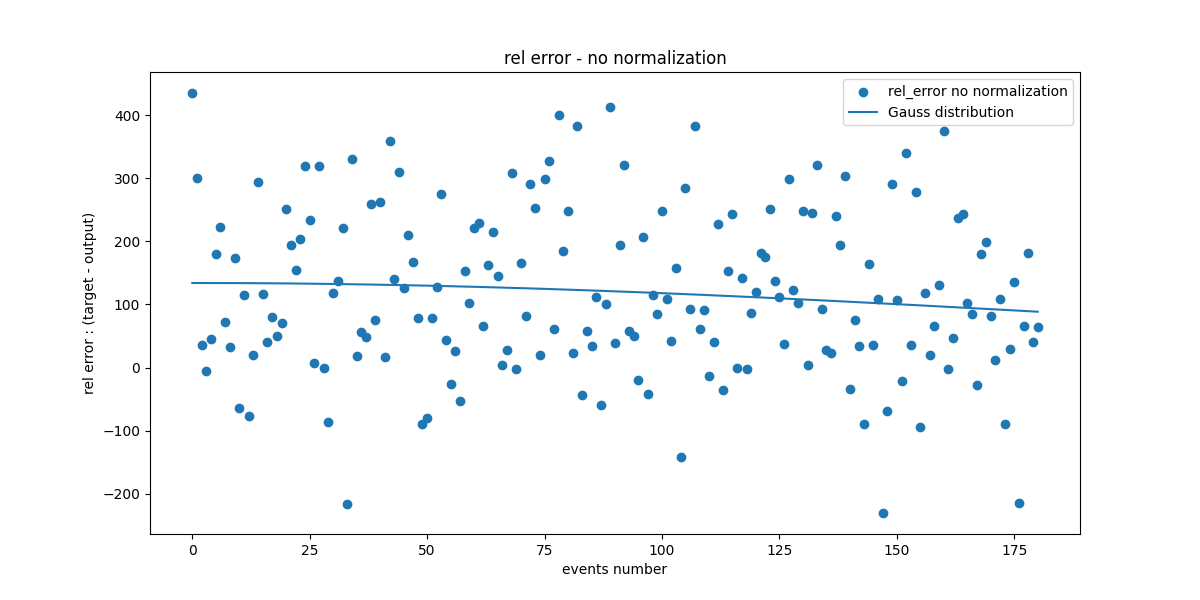 rel error - no normalization
rel_error no normalization
Gauss distribution
rel error : (target - output)
400
300
200
100
0
−100
−200
0 25 50 75 100 125 150 175
events number